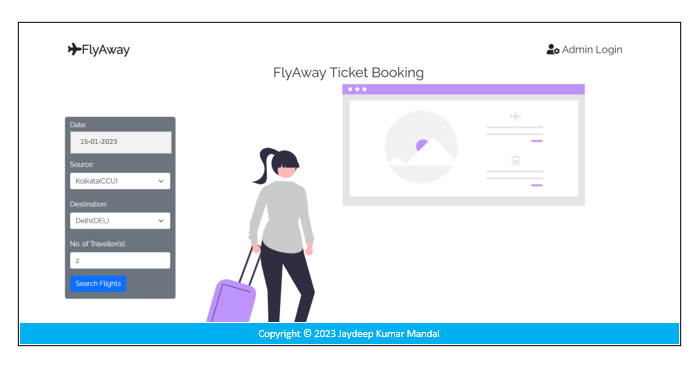 FlyAway
Admin Login
FlyAway Ticket Booking
Date:
15-01-2023
Source:
Kolkata(CCU)
Destination:
Delhi(DEL)
No. of Traveller(s):
2
Search Flights
Copyright © 2023 Jaydeep Kumar Mandal